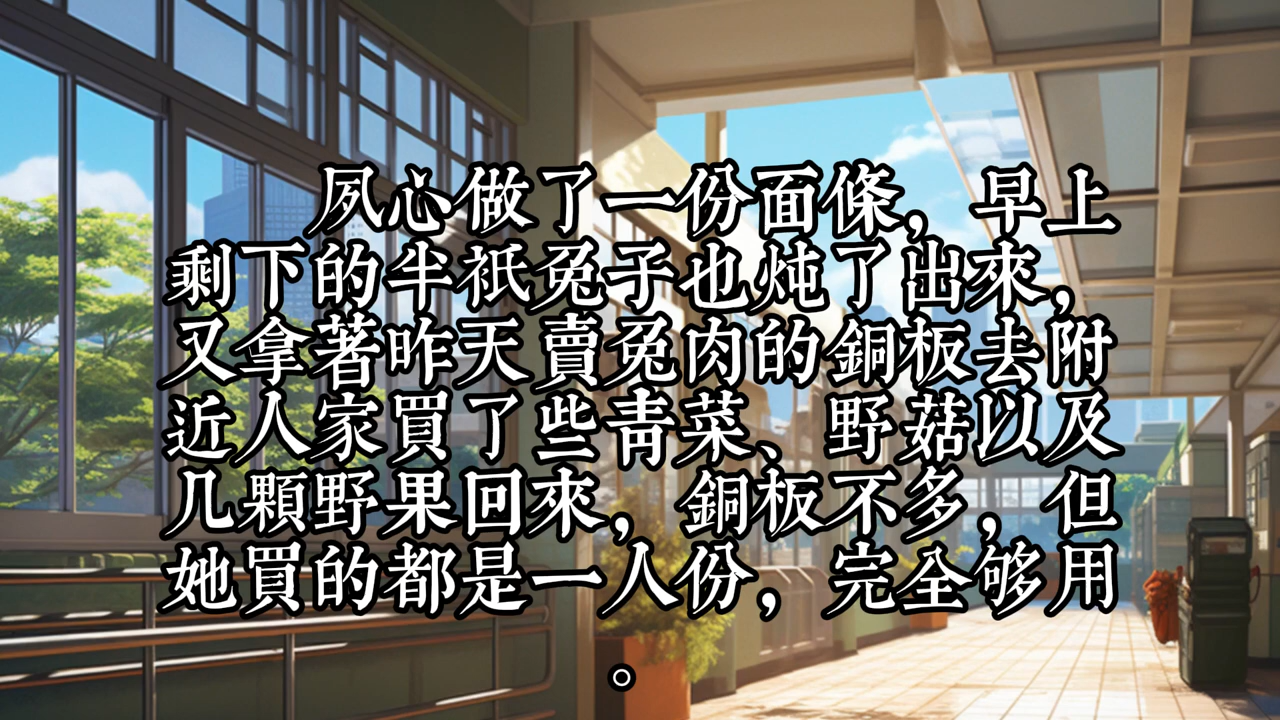 夙心做了一份面條，早上
剩下的半衹兔子也炖了出來，
又拿著昨天賣兔肉的銅板去附
近人家買了些青菜、野菇以及
几顆野果回來，銅板不多，但
她買的都是一人份，完全够用
。